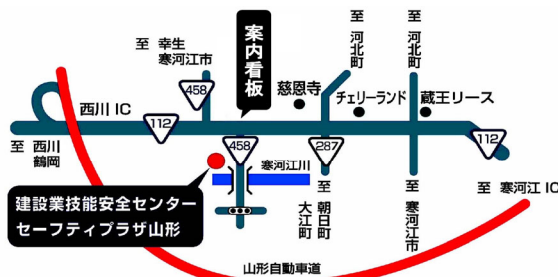 至 幸生
寒河江市
458
案内看板
慈恩寺
至 河北町
チェリーランド
至 河北町
蔵王リース
西川 IC
112
至 西川
鶴岡
458
寒河江川
287
112
建設業技能安全センター
セーフティプラザ山形
至 朝日町
大江町
至 寒河江市
至 寒河江 IC
山形自動車道